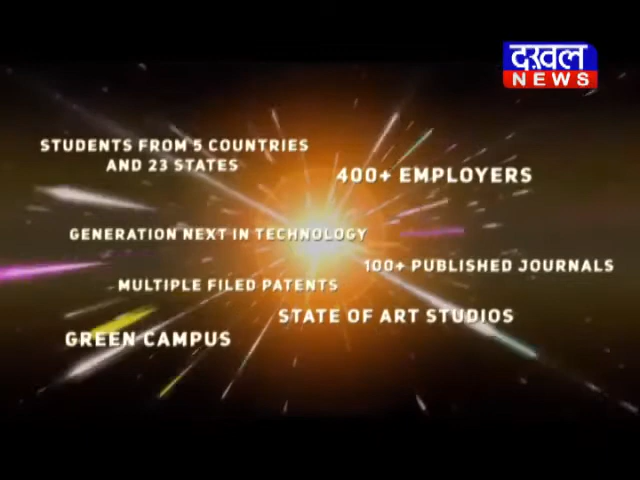 दख़ल
NEWS
STUDENTS FROM 5 COUNTRIES
AND 23 STATES
400+ EMPLOYERS
GENERATION NEXT IN TECHNOLOGY
100+ PUBLISHED JOURNALS
MULTIPLE FILED PATENTS
STATE OF ART STUDIOS
GREEN CAMPUS